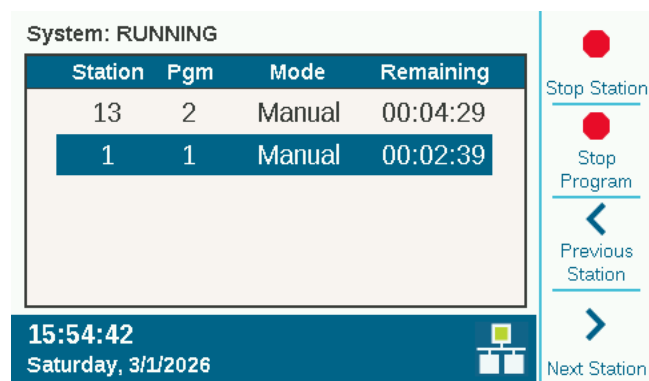 System: RUNNING
Station Pgm Mode Remaining
13 2 Manual 00:04:29
1 1 Manual 00:02:39
15:54:42
Saturday, 3/1/2026
Stop Station
Stop
Program
Previous
Station
Next Station